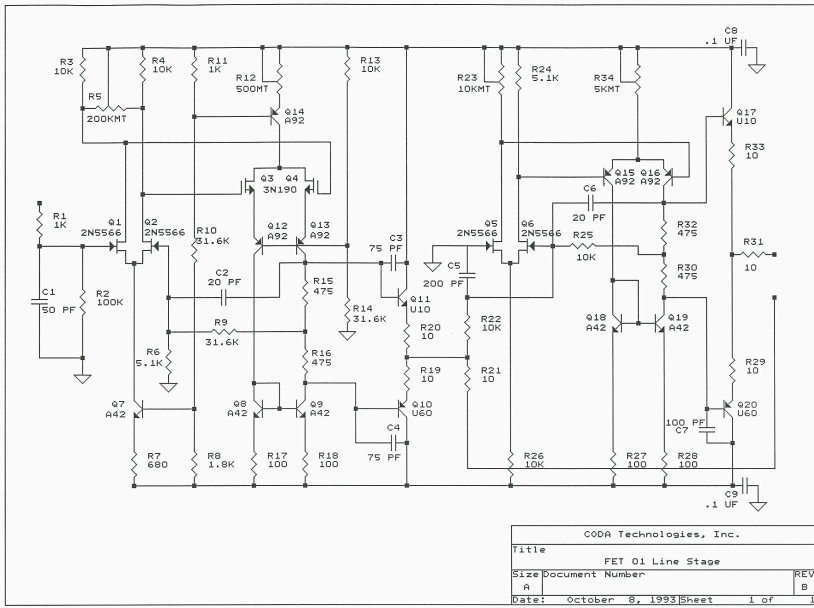 C8
.1 UF
R3
10K
R4
10K
R11
1K
R12
500MT
R13
10K
R23
10KMT
R24
5.1K
R34
5KMT
R5
200KMT
Q14
A92
Q17
U10
R33
10
Q3 Q4
3N190
Q15 Q16
A92 A92
C6
20 PF
R1
1K
Q1
2N5566
Q2
2N5566
R10
31.6K
Q12
A92
Q13
A92
C3
75 PF
Q5
2N5566
Q6
2N5566
R25
10K
R32
475
R31
10
C1
50 PF
R2
100K
C2
20 PF
R15
475
Q11
U10
C5
200 PF
R30
475
R9
31.6K
R14
31.6K
R20
10
R22
10K
Q18
A42
Q19
A42
R6
5.1K
R16
475
R19
10
R21
10
R29
10
Q7
A42
Q8
A42
Q9
A42
Q10
U60
Q20
U60
C4
75 PF
100 PF
C7
R7
680
R8
1.8K
R17
100
R18
100
R26
10K
R27
100
R28
100
C9
.1 UF
CODA Technologies, Inc.
Title
FET 01 Line Stage
Size Document Number REV
A B
Date: October 8, 1993 Sheet 1 of 1